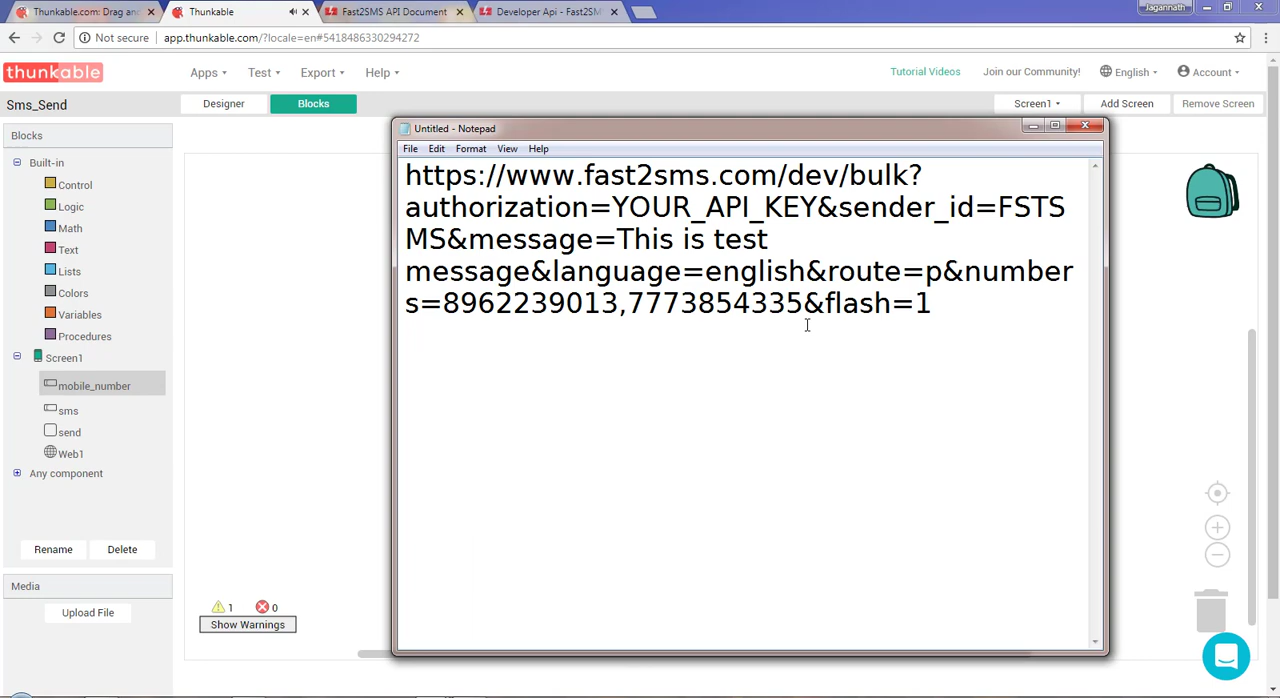 Thunkable.com: Drag and
Thunkable
Fast2SMS API Document
Developer Api - Fast2SM
Jagannath
Not secure | app.thunkable.com/?locale=en#5418486330294272
thunkable
Apps
Test
Export
Help
Tutorial Videos
Join our Community!
English
Account
Sms_Send
Designer
Blocks
Screen1
Add Screen
Remove Screen
Blocks
Built-in
Control
Logic
Math
Text
Lists
Colors
Variables
Procedures
Screen1
mobile_number
sms
send
Web1
Any component
Rename
Delete
Media
Upload File
1
0
Show Warnings
Untitled - Notepad
File Edit Format View Help
https://www.fast2sms.com/dev/bulk?
authorization=YOUR_API_KEY&sender_id=FSTS
MS&message=This is test
message&language=english&route=p&number
s=8962239013,7773854335&flash=1